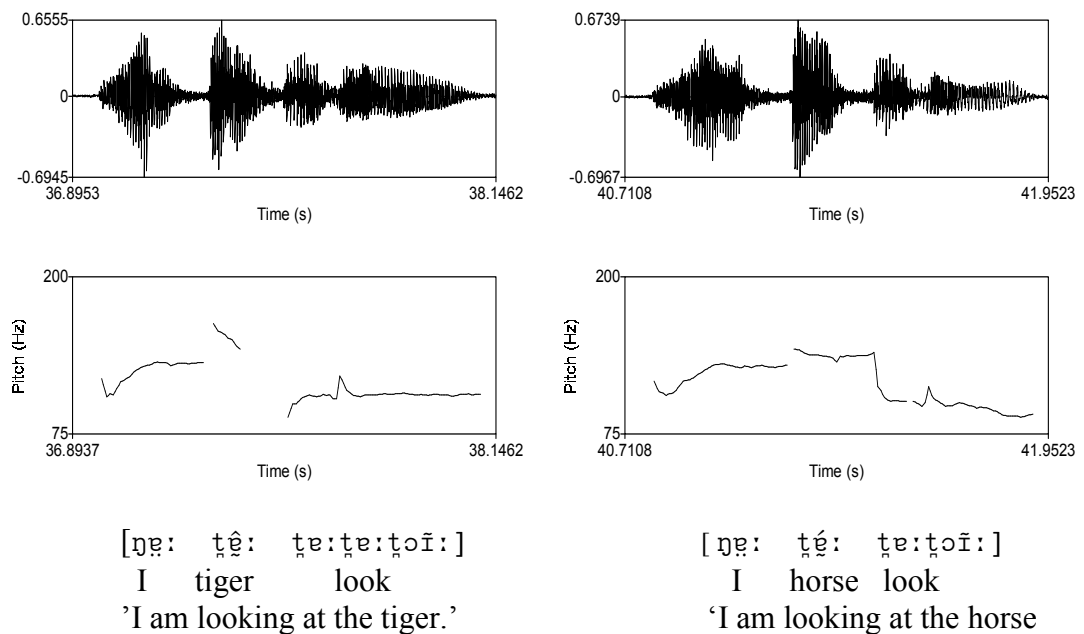 0.6555
0
-0.6945
36.8953
38.1462
Time (s)
0.6739
0
-0.6967
40.7108
41.9523
Time (s)
200
Pitch (Hz)
75
36.8937
38.1462
Time (s)
200
Pitch (Hz)
75
40.7108
41.9523
Time (s)
[ŋɐ̤ː t̪ɐ̰̂ː t̪ɐːt̪ɐːt̪ɔĩː]
I tiger look
’I am looking at the tiger.’
[ ŋɐ̤ː t̪ɐ̰́ː t̪ɐːt̪ɔĩː]
I horse look
‘I am looking at the horse